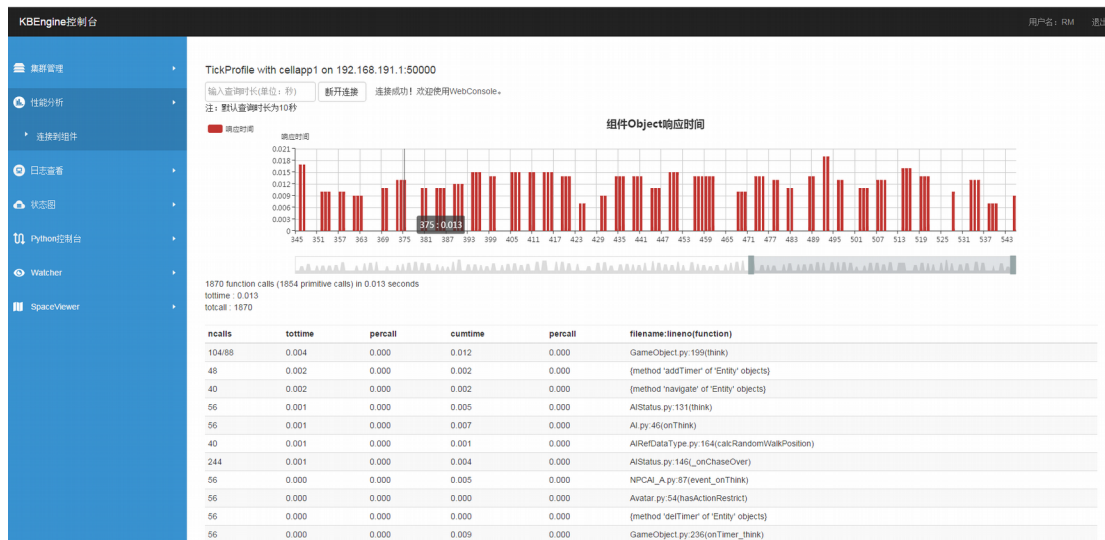 KBEngine控制台
用户名：RM 退出
集群管理
性能分析
连接到组件
日志查看
状态图
Python控制台
Watcher
SpaceViewer
TickProfile with cellapp1 on 192.168.191.1:50000
输入查询时长(单位：秒) 断开连接 连接成功！欢迎使用WebConsole。
注：默认查询时长为10秒
组件Object响应时间
响应时间
响应时间
0.021
0.018
0.015
0.012
0.009
0.006
0.003
0
375 : 0.013
345 351 357 363 369 375 381 387 393 399 405 411 417 423 429 435 441 447 453 459 465 471 477 483 489 495 501 507 513 519 525 531 537 543
1870 function calls (1854 primitive calls) in 0.013 seconds
tottime : 0.013
totcall : 1870
ncalls tottime percall cumtime percall filename:lineno(function)
104/88 0.004 0.000 0.012 0.000 GameObject.py:199(think)
48 0.002 0.000 0.002 0.000 {method 'addTimer' of 'Entity' objects}
40 0.002 0.000 0.002 0.000 {method 'navigate' of 'Entity' objects}
56 0.001 0.000 0.005 0.000 AIStatus.py:131(think)
56 0.001 0.000 0.007 0.000 AI.py:46(onThink)
40 0.001 0.000 0.001 0.000 AIRefDataType.py:164(calcRandomWalkPosition)
244 0.001 0.000 0.004 0.000 AIStatus.py:146(_onChaseOver)
56 0.000 0.000 0.005 0.000 NPCAI_A.py:87(event_onThink)
56 0.000 0.000 0.000 0.000 Avatar.py:54(hasActionRestrict)
56 0.000 0.000 0.000 0.000 {method 'delTimer' of 'Entity' objects}
56 0.000 0.000 0.009 0.000 GameObject.py:236(onTimer_think)